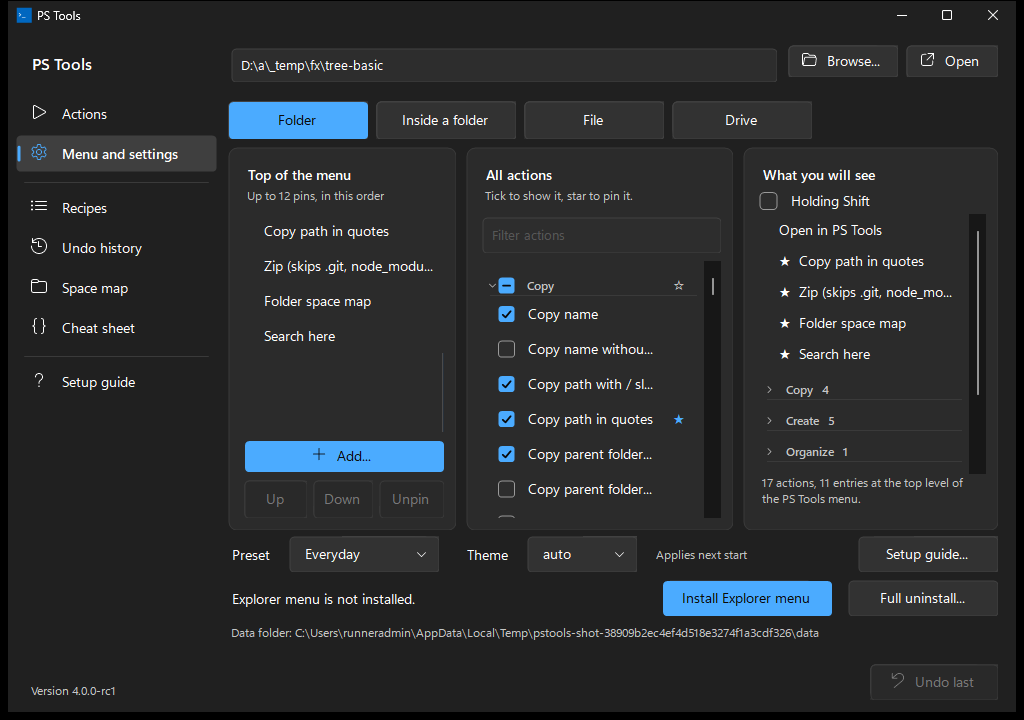 PS Tools
PS Tools
D:\a\_temp\fx\tree-basic
Browse...
Open
Actions
Menu and settings
Recipes
Undo history
Space map
Cheat sheet
Setup guide
Folder
Inside a folder
File
Drive
Top of the menu
Up to 12 pins, in this order
Copy path in quotes
Zip (skips .git, node_modu...
Folder space map
Search here
Add...
Up
Down
Unpin
All actions
Tick to show it, star to pin it.
Filter actions
Copy
Copy name
Copy name withou...
Copy path with / sl...
Copy path in quotes
Copy parent folder...
Copy parent folder...
What you will see
Holding Shift
Open in PS Tools
★ Copy path in quotes
★ Zip (skips .git, node_mo...
★ Folder space map
★ Search here
Copy 4
Create 5
Organize 1
17 actions, 11 entries at the top level of
the PS Tools menu.
Preset
Everyday
Theme
auto
Applies next start
Setup guide...
Explorer menu is not installed.
Install Explorer menu
Full uninstall...
Data folder: C:\Users\runneradmin\AppData\Local\Temp\pstools-shot-38909b2ec4ef4d518e3274f1a3cdf326\data
Version 4.0.0-rc1
Undo last